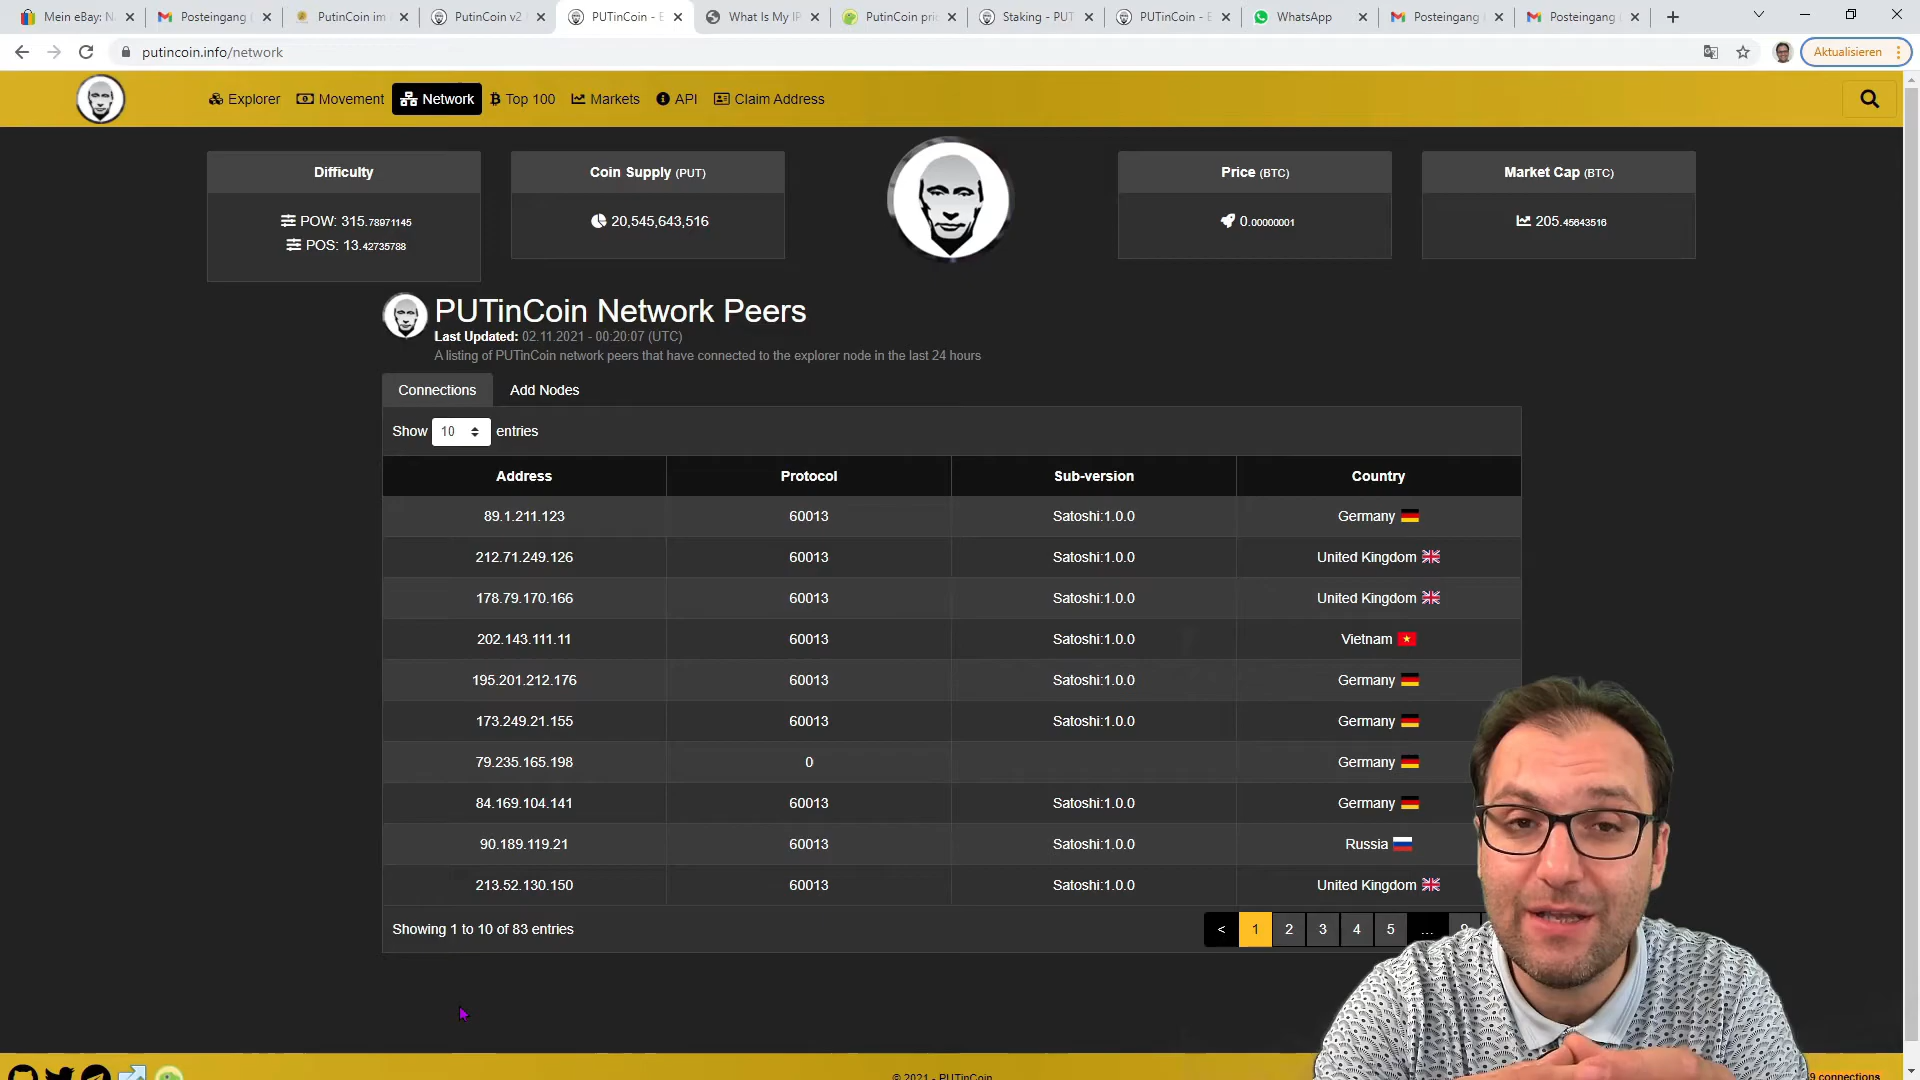 Mein eBay: N
Posteingang
PutinCoin im
PutinCoin v2
PUTinCoin - E
What Is My IP
PutinCoin pri
Staking - PUT
PUTinCoin - E
WhatsApp
Posteingang
Posteingang
putincoin.info/network
Aktualisieren
Explorer
Movement
Network
Top 100
Markets
API
Claim Address
Difficulty
POW: 315.78971145
POS: 13.42735788
Coin Supply (PUT)
20,545,643,516
Price (BTC)
0.00000001
Market Cap (BTC)
205.45643516
PUTinCoin Network Peers
Last Updated: 02.11.2021 - 00:20:07 (UTC)
A listing of PUTinCoin network peers that have connected to the explorer node in the last 24 hours
Connections
Add Nodes
Show 10 entries
Address Protocol Sub-version Country
89.1.211.123 60013 Satoshi:1.0.0 Germany
212.71.249.126 60013 Satoshi:1.0.0 United Kingdom
178.79.170.166 60013 Satoshi:1.0.0 United Kingdom
202.143.111.11 60013 Satoshi:1.0.0 Vietnam
195.201.212.176 60013 Satoshi:1.0.0 Germany
173.249.21.155 60013 Satoshi:1.0.0 Germany
79.235.165.198 0 Germany
84.169.104.141 60013 Satoshi:1.0.0 Germany
90.189.119.21 60013 Satoshi:1.0.0 Russia
213.52.130.150 60013 Satoshi:1.0.0 United Kingdom
Showing 1 to 10 of 83 entries
< 1 2 3 4 5 ... 9
© 2021 - PUTinCoin
9 connections